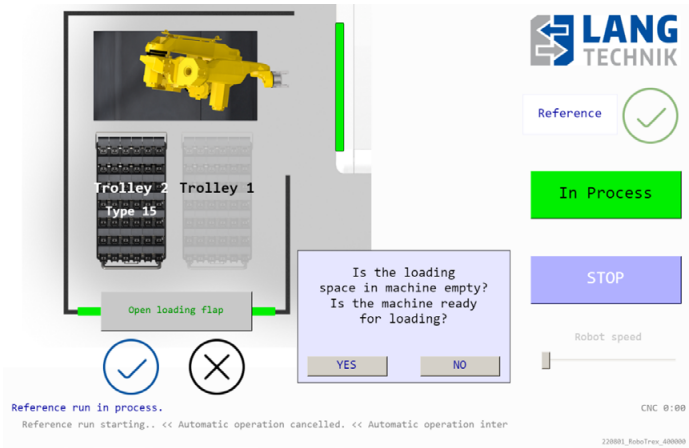 LANG
TECHNIK
Reference
In Process
STOP
Robot speed
CNC 0:00
220801_RoboTrex_400000
Trolley 2
Type 15
Trolley 1
Open loading flap
Is the loading
space in machine empty?
Is the machine ready
for loading?
YES
NO
Reference run in process.
Reference run starting.. << Automatic operation cancelled. << Automatic operation inter